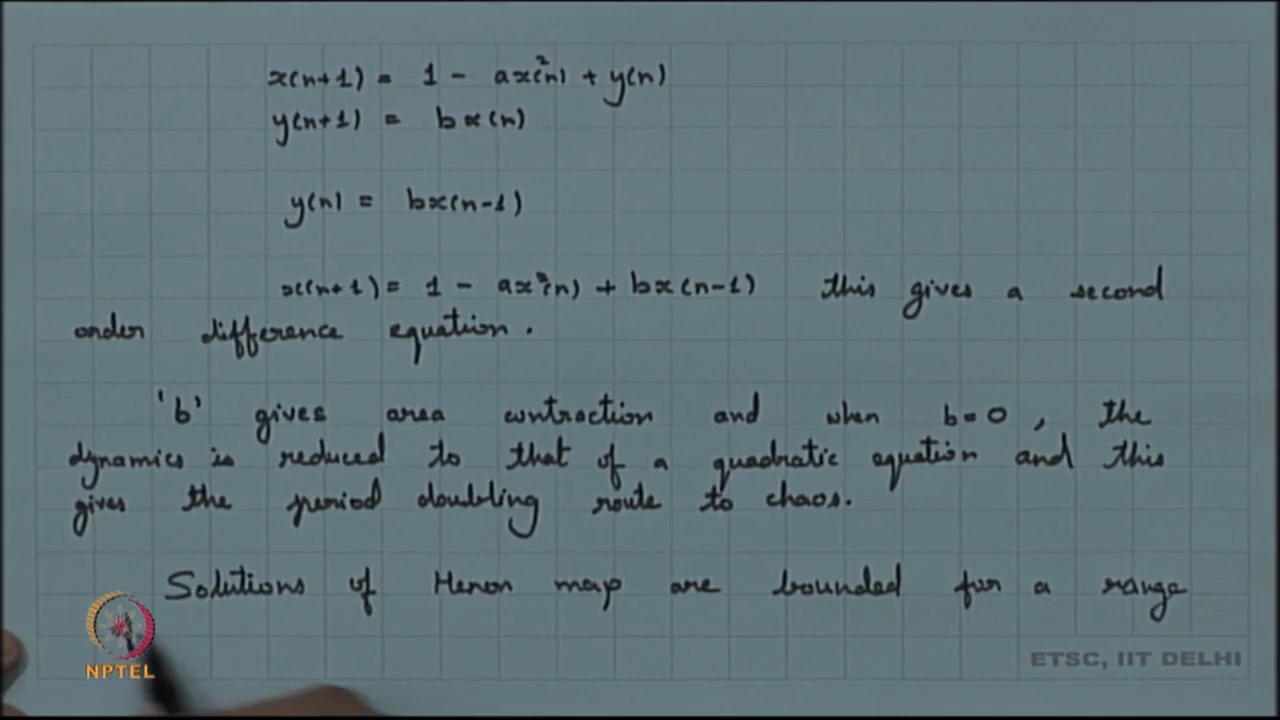 x(n+1) = 1 - ax²(n) + y(n)
y(n+1) = bx(n)
y(n) = bx(n-1)
x(n+1) = 1 - ax²(n) + bx(n-1) this gives a second
order difference equation.
'b' gives area contraction and when b=0, the
dynamics is reduced to that of a quadratic equation and this
gives the period doubling route to chaos.
Solutions of Henon map are bounded for a range
NPTEL
ETSC, IIT DELHI